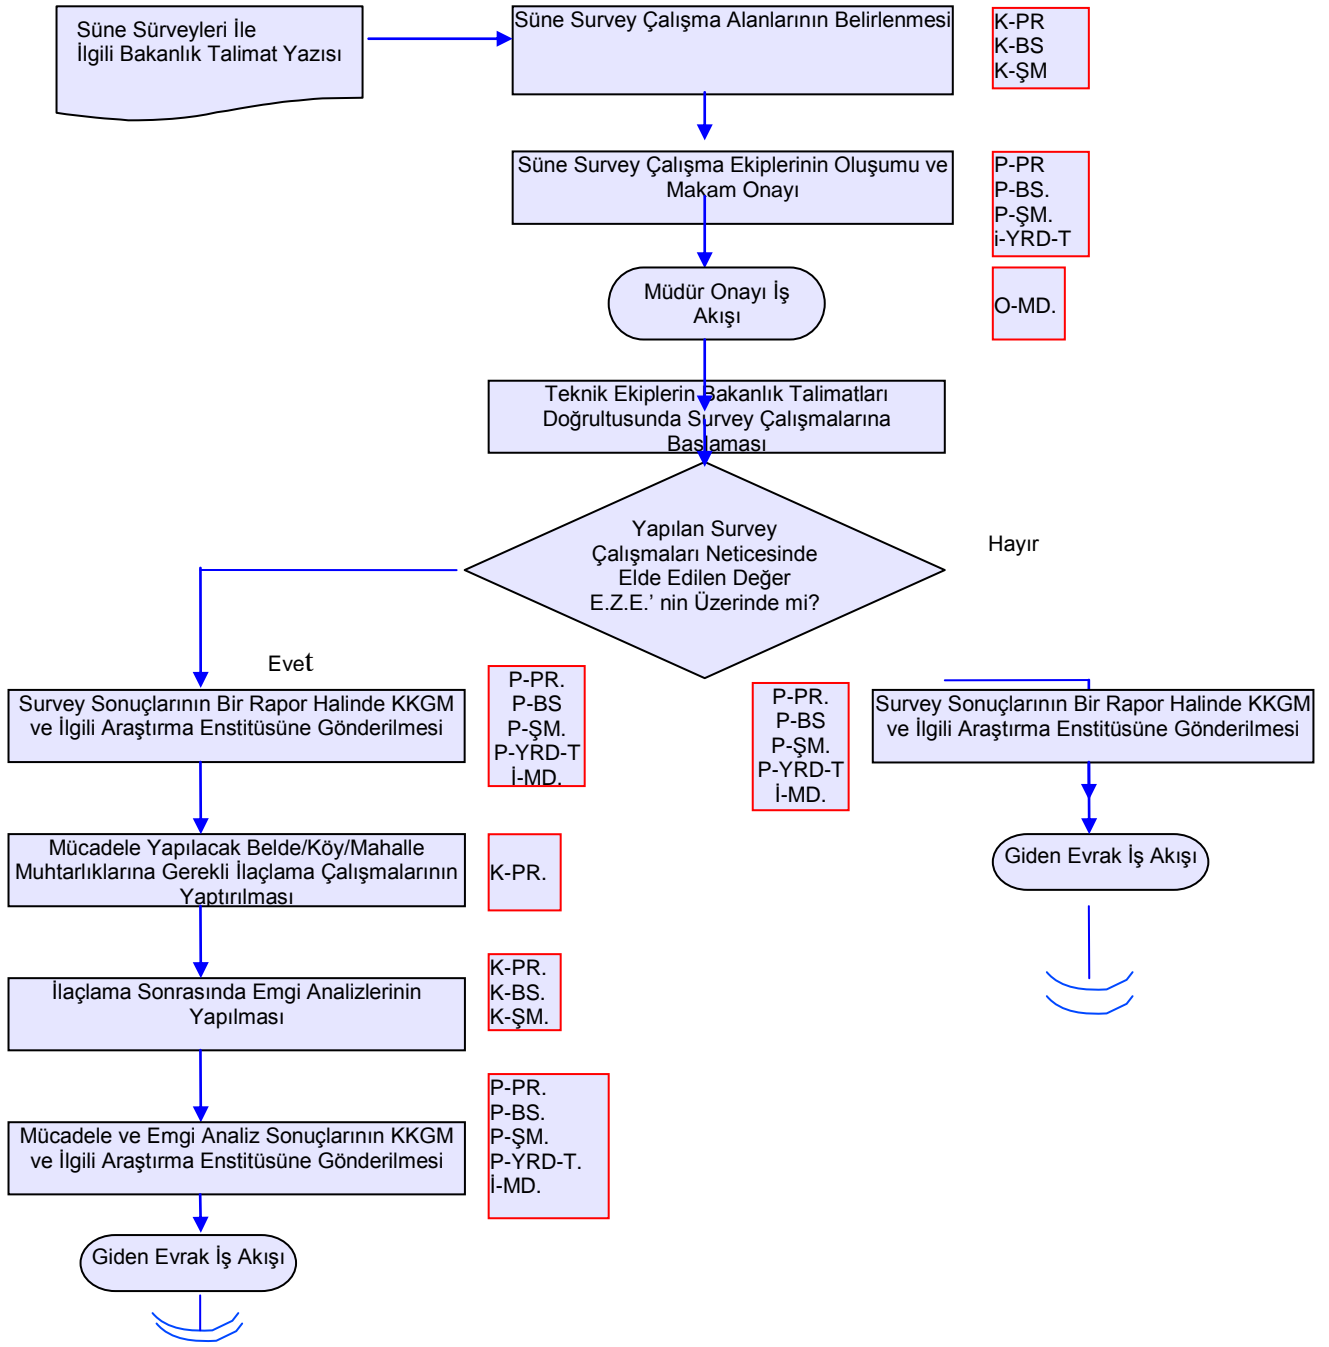 Süne Sürveyleri İle
İlgili Bakanlık Talimat Yazısı
Süne Survey Çalışma Alanlarının Belirlenmesi
K-PR
K-BS
K-ŞM
Süne Survey Çalışma Ekiplerinin Oluşumu ve
Makam Onayı
P-PR
P-BS.
P-ŞM.
i-YRD-T
Müdür Onayı İş
Akışı
O-MD.
Teknik Ekiplerin Bakanlık Talimatları
Doğrultusunda Survey Çalışmalarına
Başlaması
Yapılan Survey
Çalışmaları Neticesinde
Elde Edilen Değer
E.Z.E.’ nin Üzerinde mi?
Hayır
Evet
Survey Sonuçlarının Bir Rapor Halinde KKGM
ve İlgili Araştırma Enstitüsüne Gönderilmesi
P-PR.
P-BS
P-ŞM.
P-YRD-T
İ-MD.
P-PR.
P-BS
P-ŞM.
P-YRD-T
İ-MD.
Survey Sonuçlarının Bir Rapor Halinde KKGM
ve İlgili Araştırma Enstitüsüne Gönderilmesi
Mücadele Yapılacak Belde/Köy/Mahalle
Muhtarlıklarına Gerekli İlaçlama Çalışmalarının
Yaptırılması
K-PR.
Giden Evrak İş Akışı
İlaçlama Sonrasında Emgi Analizlerinin
Yapılması
K-PR.
K-BS.
K-ŞM.
Mücadele ve Emgi Analiz Sonuçlarının KKGM
ve İlgili Araştırma Enstitüsüne Gönderilmesi
P-PR.
P-BS.
P-ŞM.
P-YRD-T.
İ-MD.
Giden Evrak İş Akışı